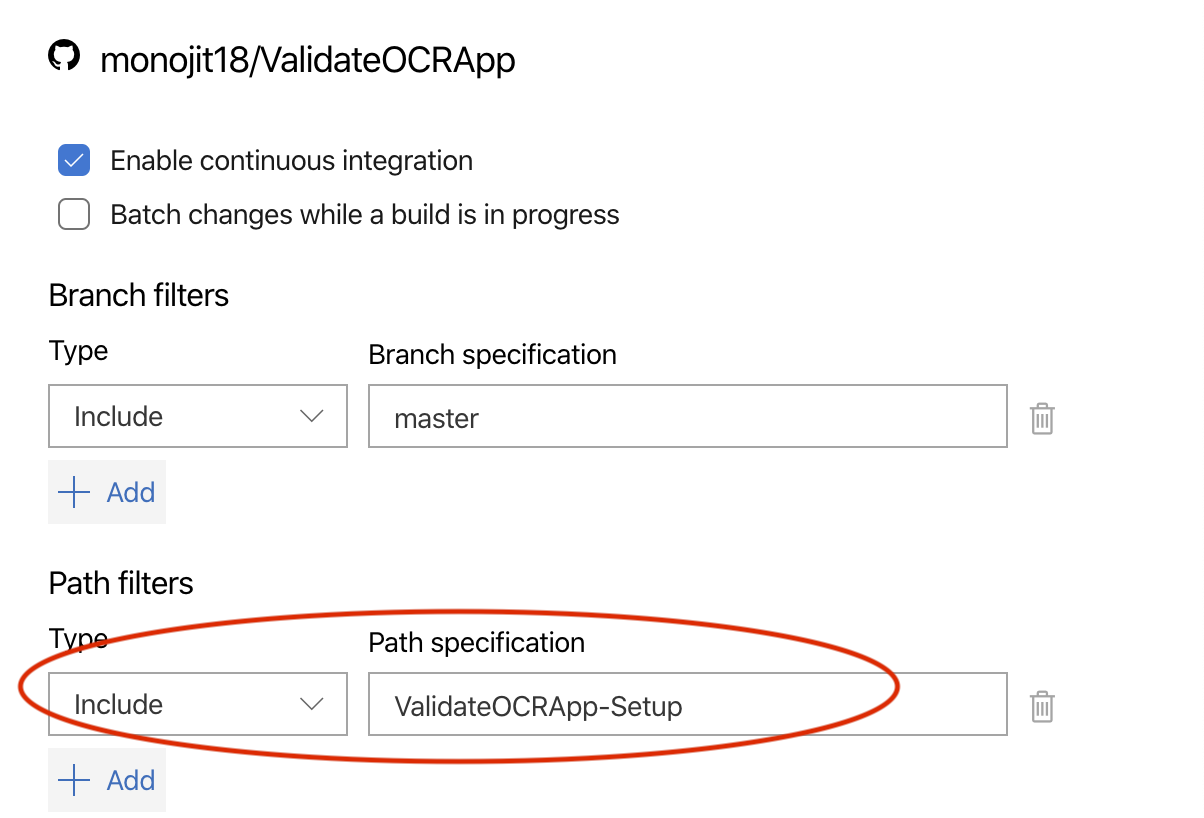 monojit18/ValidateOCRApp
Enable continuous integration
Batch changes while a build is in progress
Branch filters
Type Branch specification
Include master
Add
Path filters
Type Path specification
Include ValidateOCRApp-Setup
Add